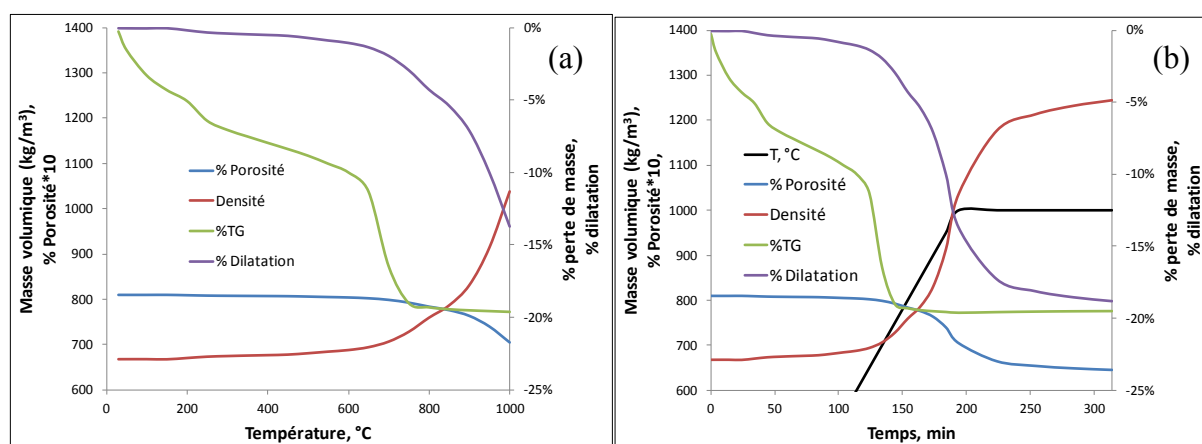 1400
1300
1200
1100
1000
900
800
700
600
Masse volumique (kg/m³),
% Porosité*10
0%
-5%
-10%
-15%
-20%
-25%
% perte de masse,
% dilatation
(a)
% Porosité
Densité
%TG
% Dilatation
0 200 400 600 800 1000
Température, °C
1400
1300
1200
1100
1000
900
800
700
600
Masse volumique (kg/m³),
% Porosité*10,
0%
-5%
-10%
-15%
-20%
-25%
% perte de masse,
% dilatation
(b)
T, °C
% Porosité
Densité
%TG
% Dilatation
0 50 100 150 200 250 300
Temps, min